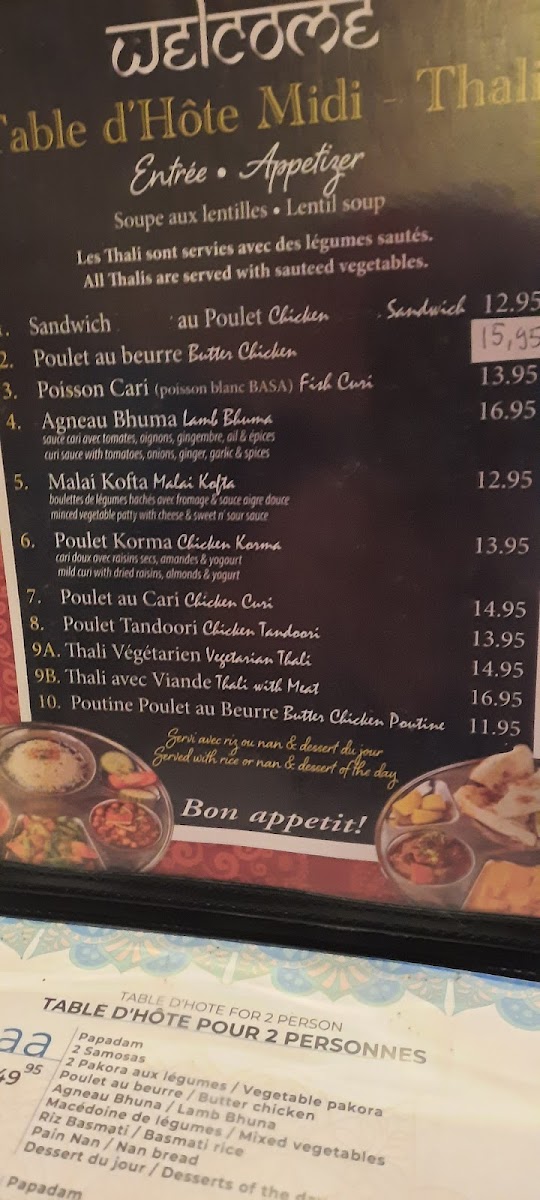 welcome
Table d'Hôte Midi - Thali
Entrée • Appetizer
Soupe aux lentilles • Lentil soup
Les Thali sont servies avec des légumes sautés.
All Thalis are served with sauteed vegetables.
1. Sandwich au Poulet Chicken Sandwich 12.95
2. Poulet au beurre Butter Chicken 15,95
3. Poisson Cari (poisson blanc BASA) Fish Curi 13.95
4. Agneau Bhuma Lamb Bhuma 16.95
sauce cari avec tomates, oignons, gingembre, ail & épices
curi sauce with tomatoes, onions, ginger, garlic & spices
5. Malai Kofta Malai Kofta 12.95
boulettes de légumes hachés avec fromage & sauce aigre douce
minced vegetable patty with cheese & sweet n' sour sauce
6. Poulet Korma Chicken Korma 13.95
cari doux avec raisins secs, amandes & yogourt
mild curi with dried raisins, almonds & yogurt
7. Poulet au Cari Chicken Curi 14.95
8. Poulet Tandoori Chicken Tandoori 13.95
9A. Thali Végétarien Vegetarian Thali 14.95
9B. Thali avec Viande Thali with Meat 16.95
10. Poutine Poulet au Beurre Butter Chicken Poutine 11.95
Servi avec riz ou nan & dessert du jour
Served with rice or nan & dessert of the day
Bon appetit!
TABLE D'HOTE FOR 2 PERSON
TABLE D'HÔTE POUR 2 PERSONNES
aa
49 95
Papadam
2 Samosas
2 Pakora aux légumes / Vegetable pakora
Poulet au beurre / Butter chicken
Agneau Bhuna / Lamb Bhuna
Macédoine de légumes / Mixed vegetables
Riz Basmati / Basmati rice
Pain Nan / Nan bread
Dessert du jour / Desserts of the da
Papadam